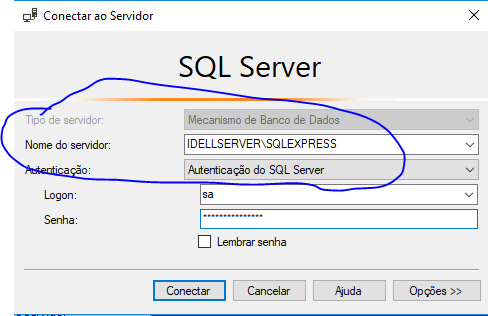 Conectar ao Servidor
SQL Server
Tipo de servidor: Mecanismo de Banco de Dados
Nome do servidor: IDELLSERVER\SQLEXPRESS
Autenticação: Autenticação do SQL Server
Logon: sa
Senha: ***************
Lembrar senha
Conectar Cancelar Ajuda Opções >>